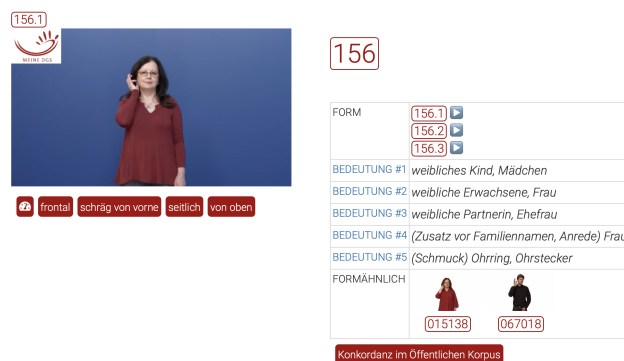 156.1
MEINE DGS
frontal schräg von vorne seitlich von oben
156
FORM 156.1
156.2
156.3
BEDEUTUNG #1 weibliches Kind, Mädchen
BEDEUTUNG #2 weibliche Erwachsene, Frau
BEDEUTUNG #3 weibliche Partnerin, Ehefrau
BEDEUTUNG #4 (Zusatz vor Familiennamen, Anrede) Frau
BEDEUTUNG #5 (Schmuck) Ohrring, Ohrstecker
FORMÄHNLICH
015138 067018
Konkordanz im Öffentlichen Korpus